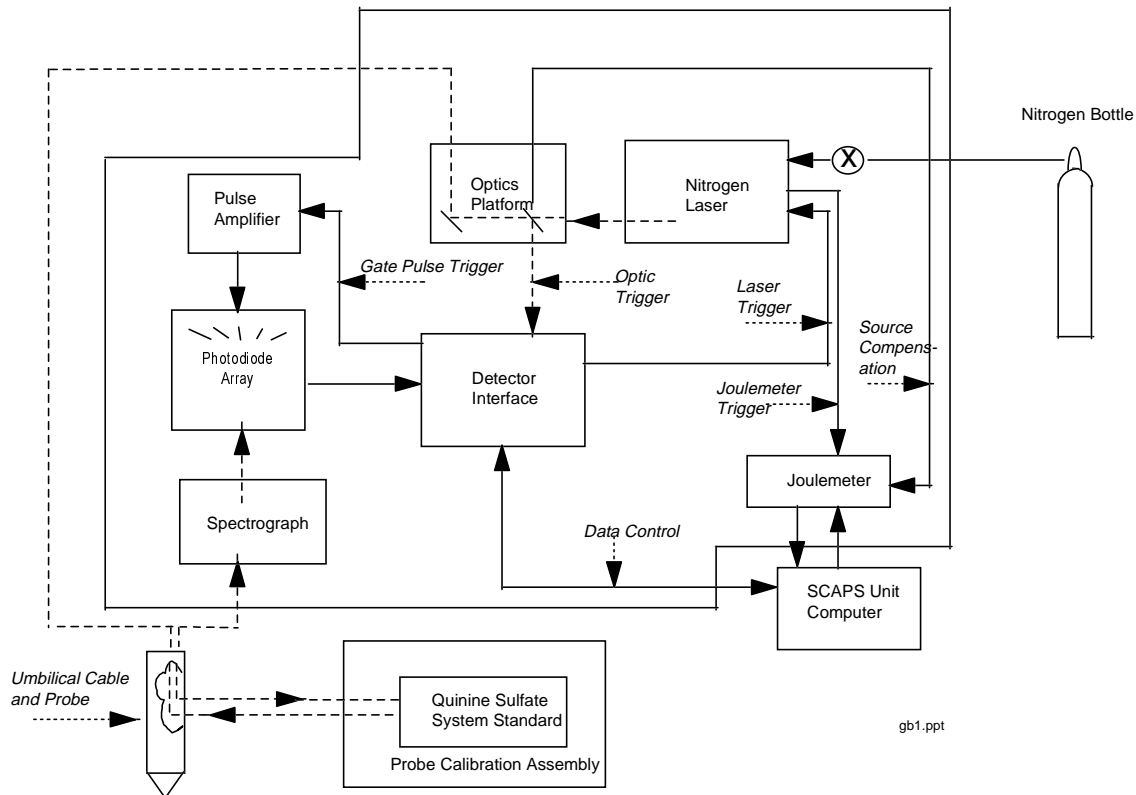 Nitrogen Bottle
X
Optics
Platform
Nitrogen
Laser
Pulse
Amplifier
Gate Pulse Trigger
Optic
Trigger
Laser
Trigger
Source
Compens-
ation
Photodiode
Array
Detector
Interface
Joulemeter
Trigger
Joulemeter
Spectrograph
Data Control
SCAPS Unit
Computer
Umbilical Cable
and Probe
Quinine Sulfate
System Standard
Probe Calibration Assembly
gb1.ppt